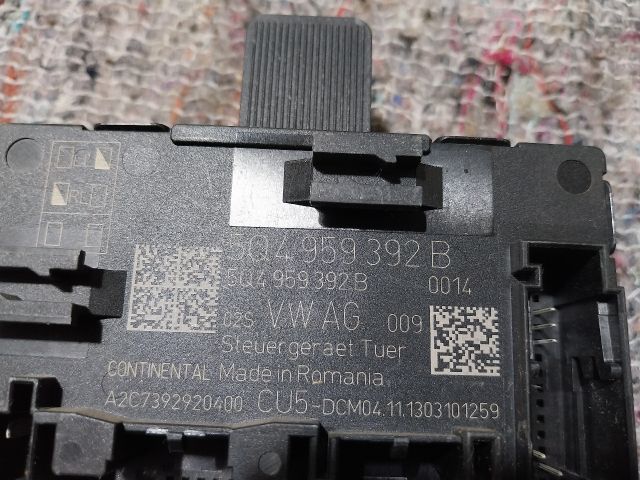 5Q4 959 392 B
5Q4 959 392 B 0014
02S VW AG 009
Steuergeraet Tuer
CONTINENTAL Made in Romania
A2C7392920400 CU5-DCM04.11.1303101259